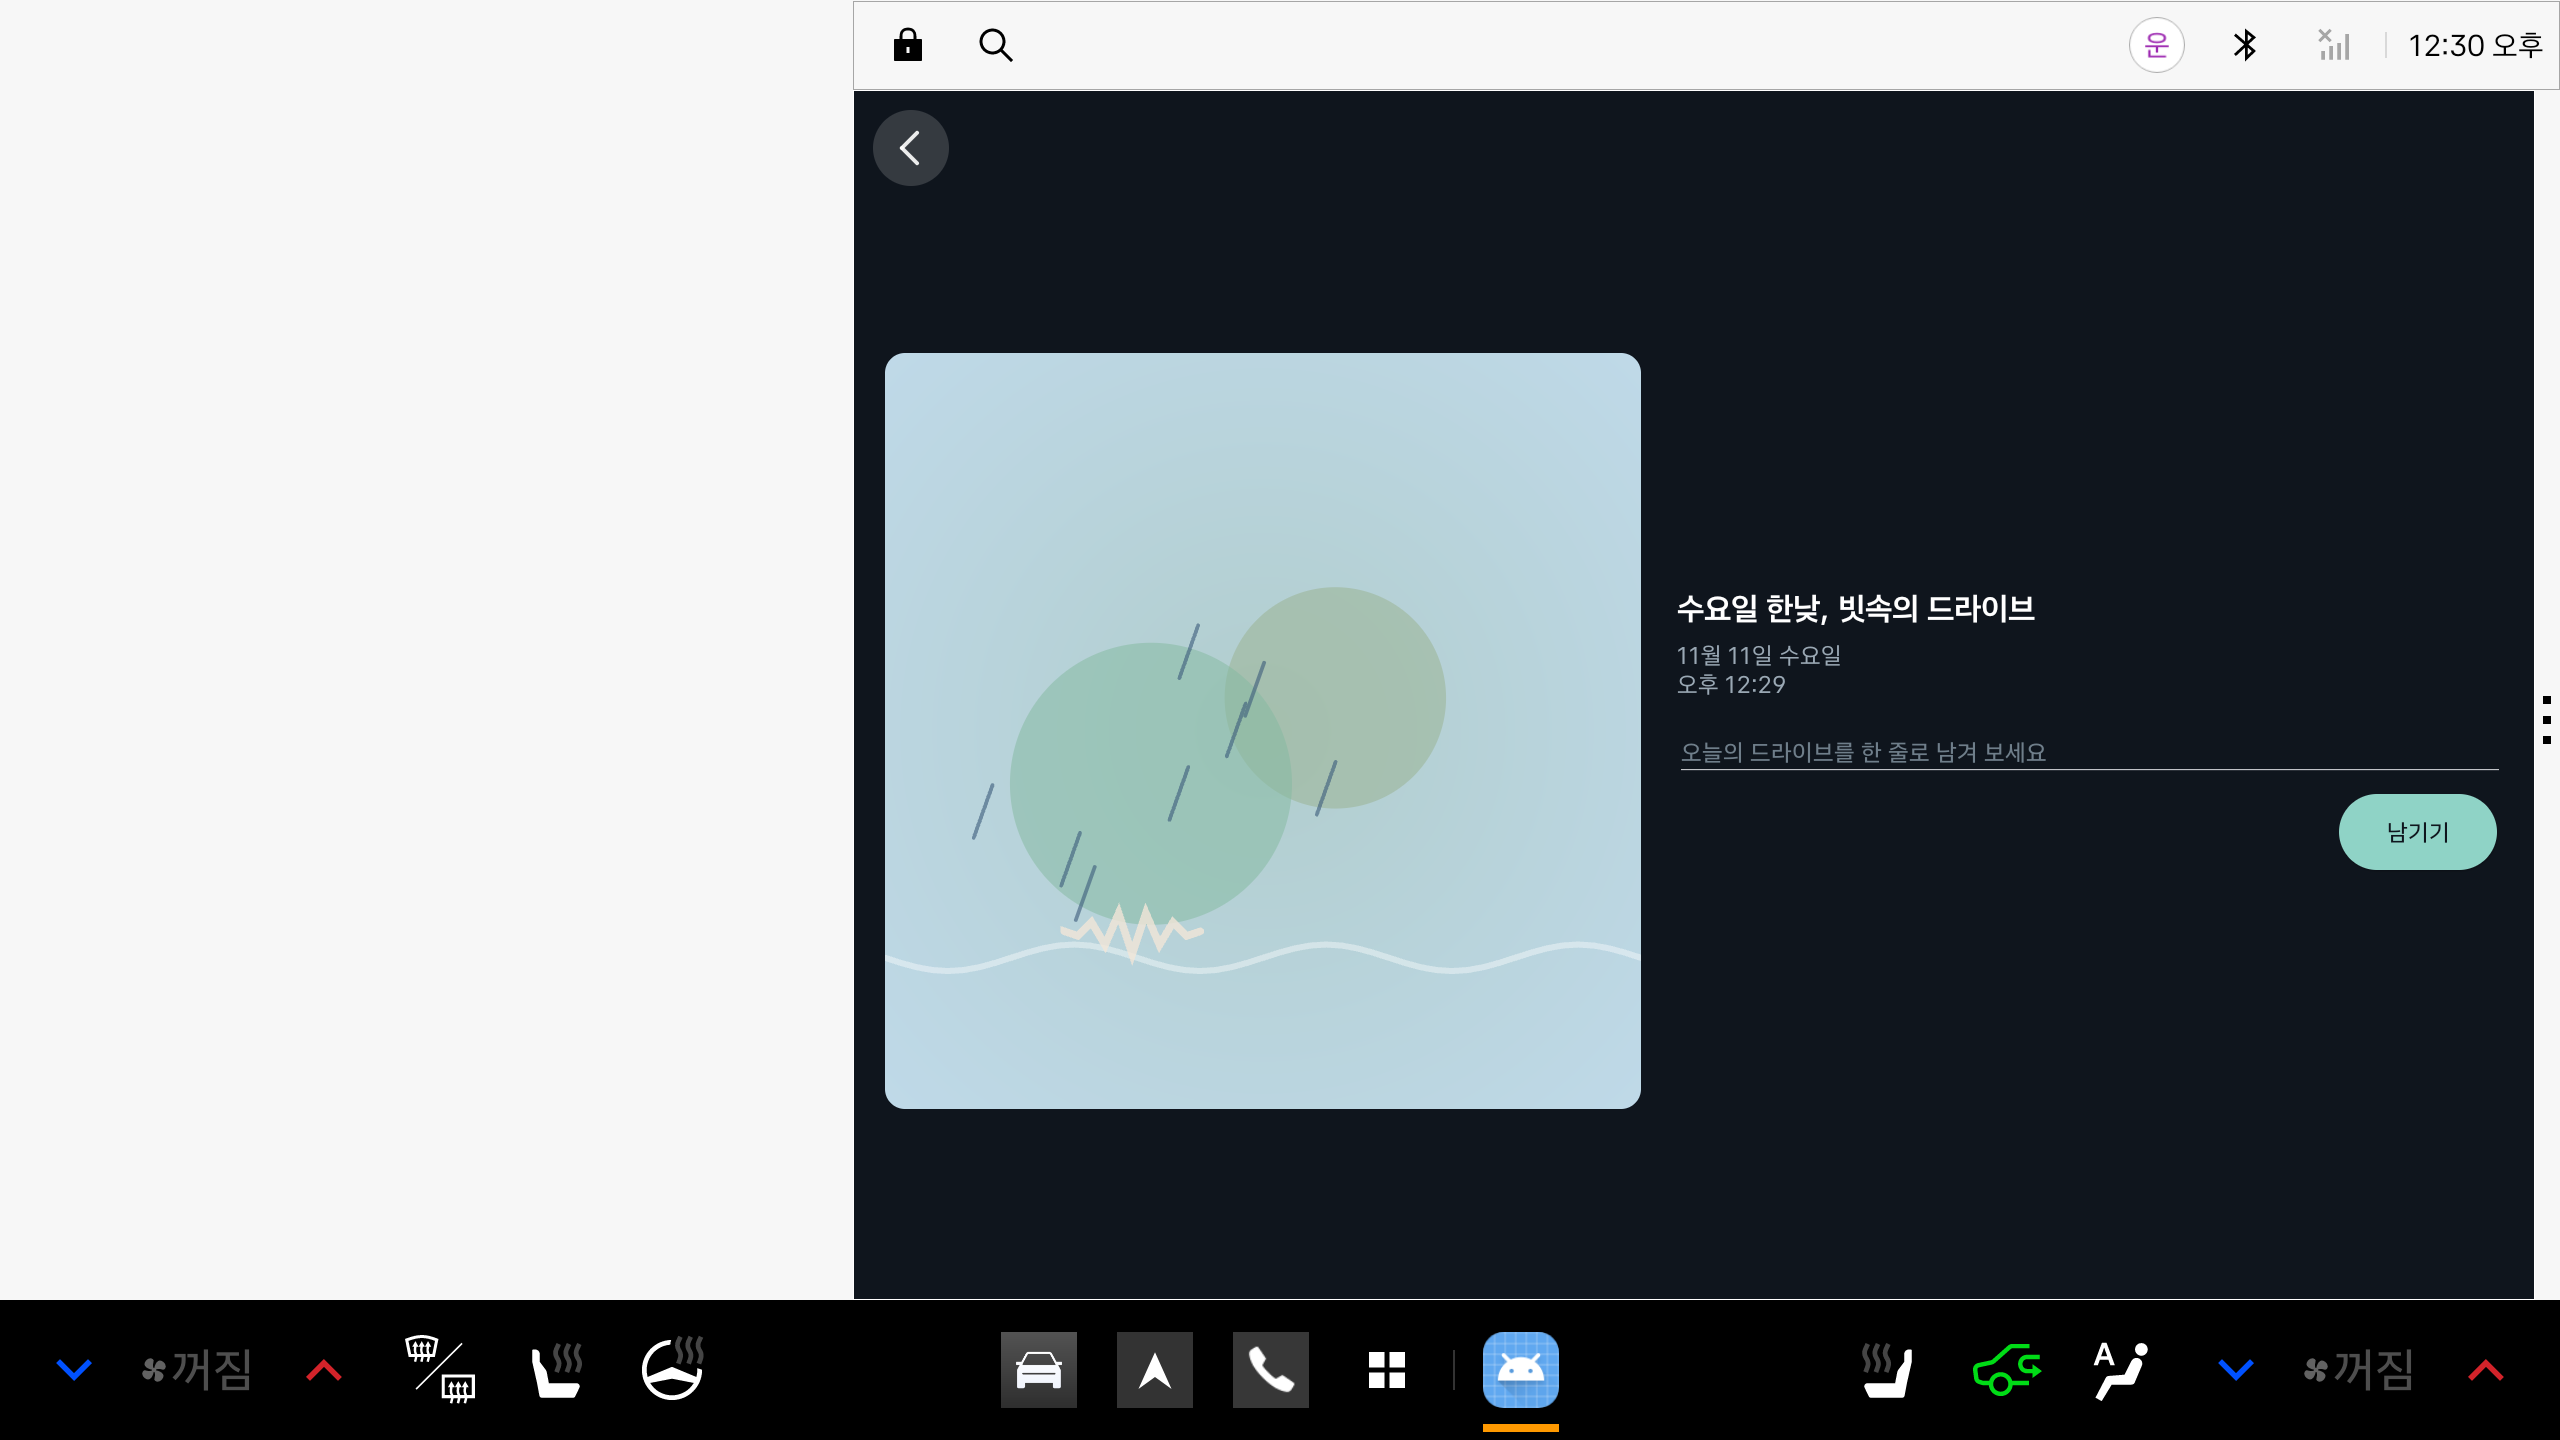 운
12:30 오후
수요일 한낮, 빗속의 드라이브
11월 11일 수요일
오후 12:29
오늘의 드라이브를 한 줄로 남겨 보세요
남기기
꺼짐
A
꺼짐